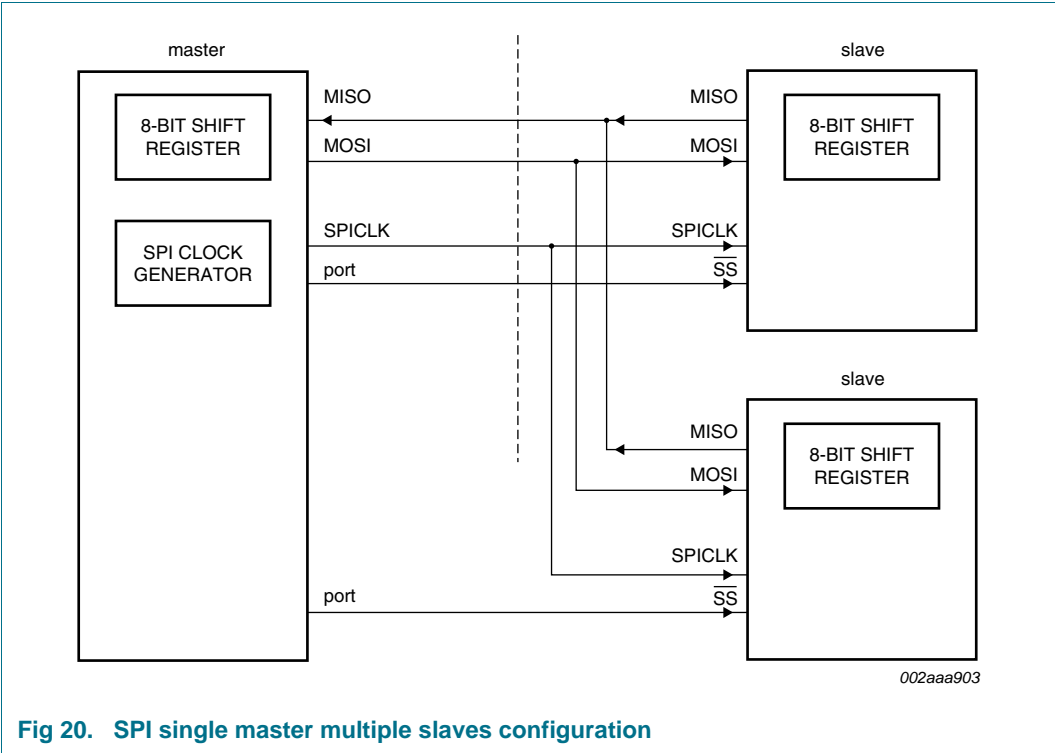 master
slave
8-BIT SHIFT
REGISTER
MISO
MISO
8-BIT SHIFT
REGISTER
MOSI
MOSI
SPI CLOCK
GENERATOR
SPICLK
SPICLK
port
S̅S̅
slave
MISO
8-BIT SHIFT
REGISTER
MOSI
SPICLK
port
S̅S̅
002aaa903
Fig 20. SPI single master multiple slaves configuration